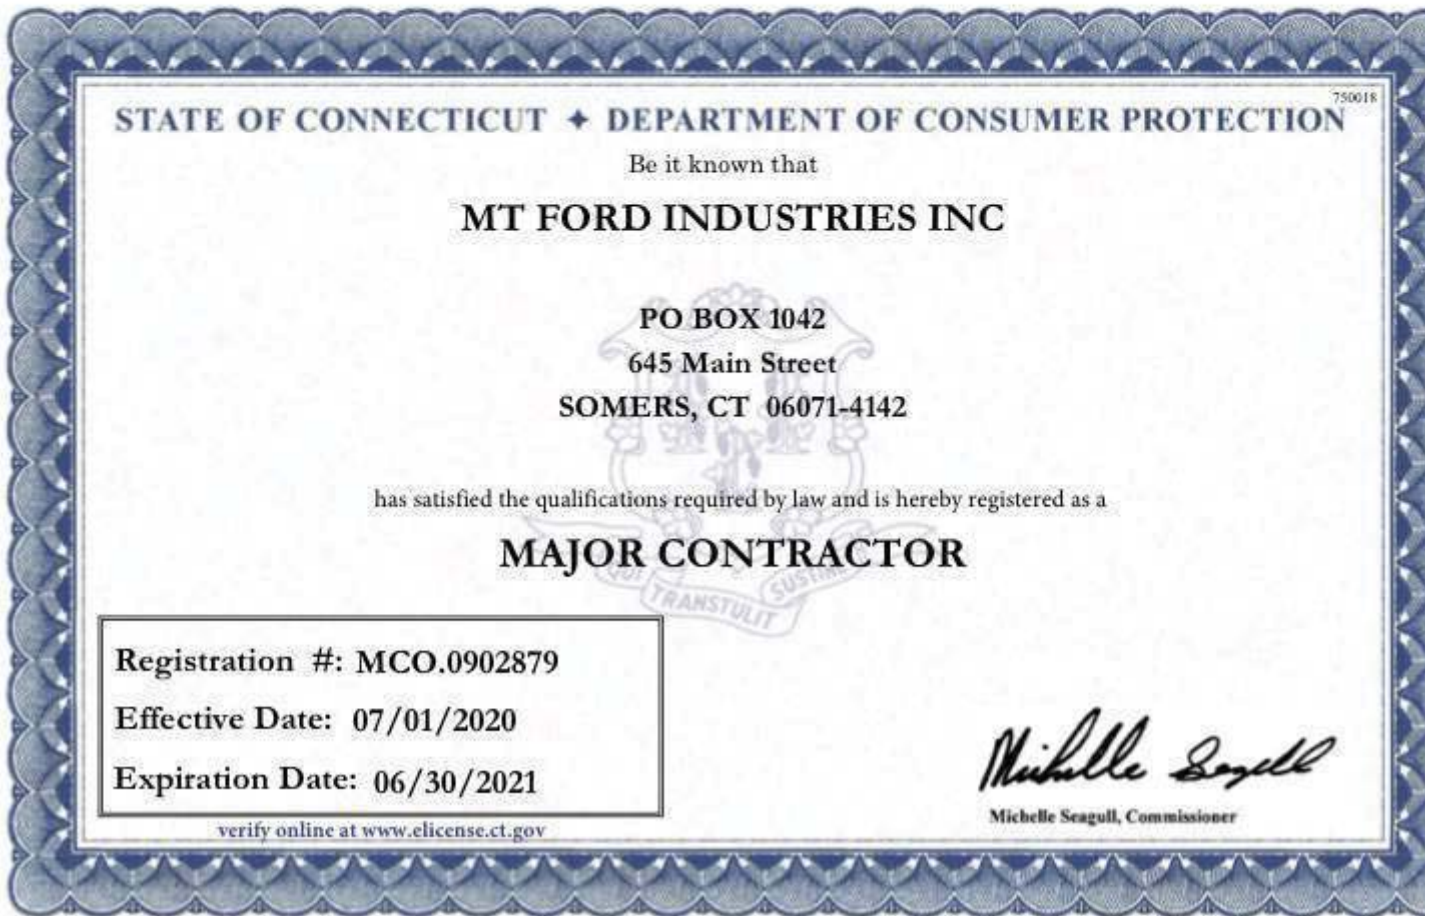 750018
STATE OF CONNECTICUT ✦ DEPARTMENT OF CONSUMER PROTECTION
Be it known that
MT FORD INDUSTRIES INC
PO BOX 1042
645 Main Street
SOMERS, CT 06071-4142
has satisfied the qualifications required by law and is hereby registered as a
MAJOR CONTRACTOR
QUI TRANSTULIT SUSTINET
Registration #: MCO.0902879
Effective Date: 07/01/2020
Expiration Date: 06/30/2021
verify online at www.elicense.ct.gov
Michelle Seagull
Michelle Seagull, Commissioner